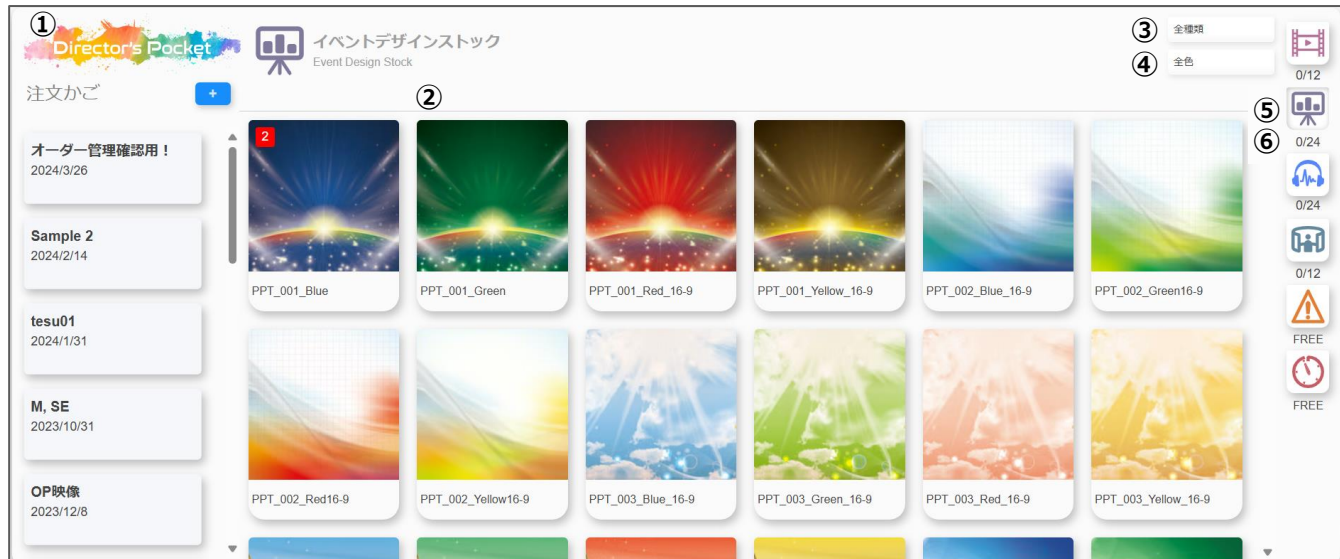 ①
Director's Pocket
イベントデザインストック
Event Design Stock
③
全種類
④
全色
0/12
注文かご
+
②
⑤
⑥
0/24
オーダー管理確認用！
2024/3/26
2
0/24
PPT_001_Blue
PPT_001_Green
PPT_001_Red_16-9
PPT_001_Yellow_16-9
PPT_002_Blue_16-9
PPT_002_Green16-9
Sample 2
2024/2/14
0/12
tesu01
2024/1/31
FREE
M, SE
2023/10/31
FREE
PPT_002_Red16-9
PPT_002_Yellow16-9
PPT_003_Blue_16-9
PPT_003_Green_16-9
PPT_003_Red_16-9
PPT_003_Yellow_16-9
OP映像
2023/12/8